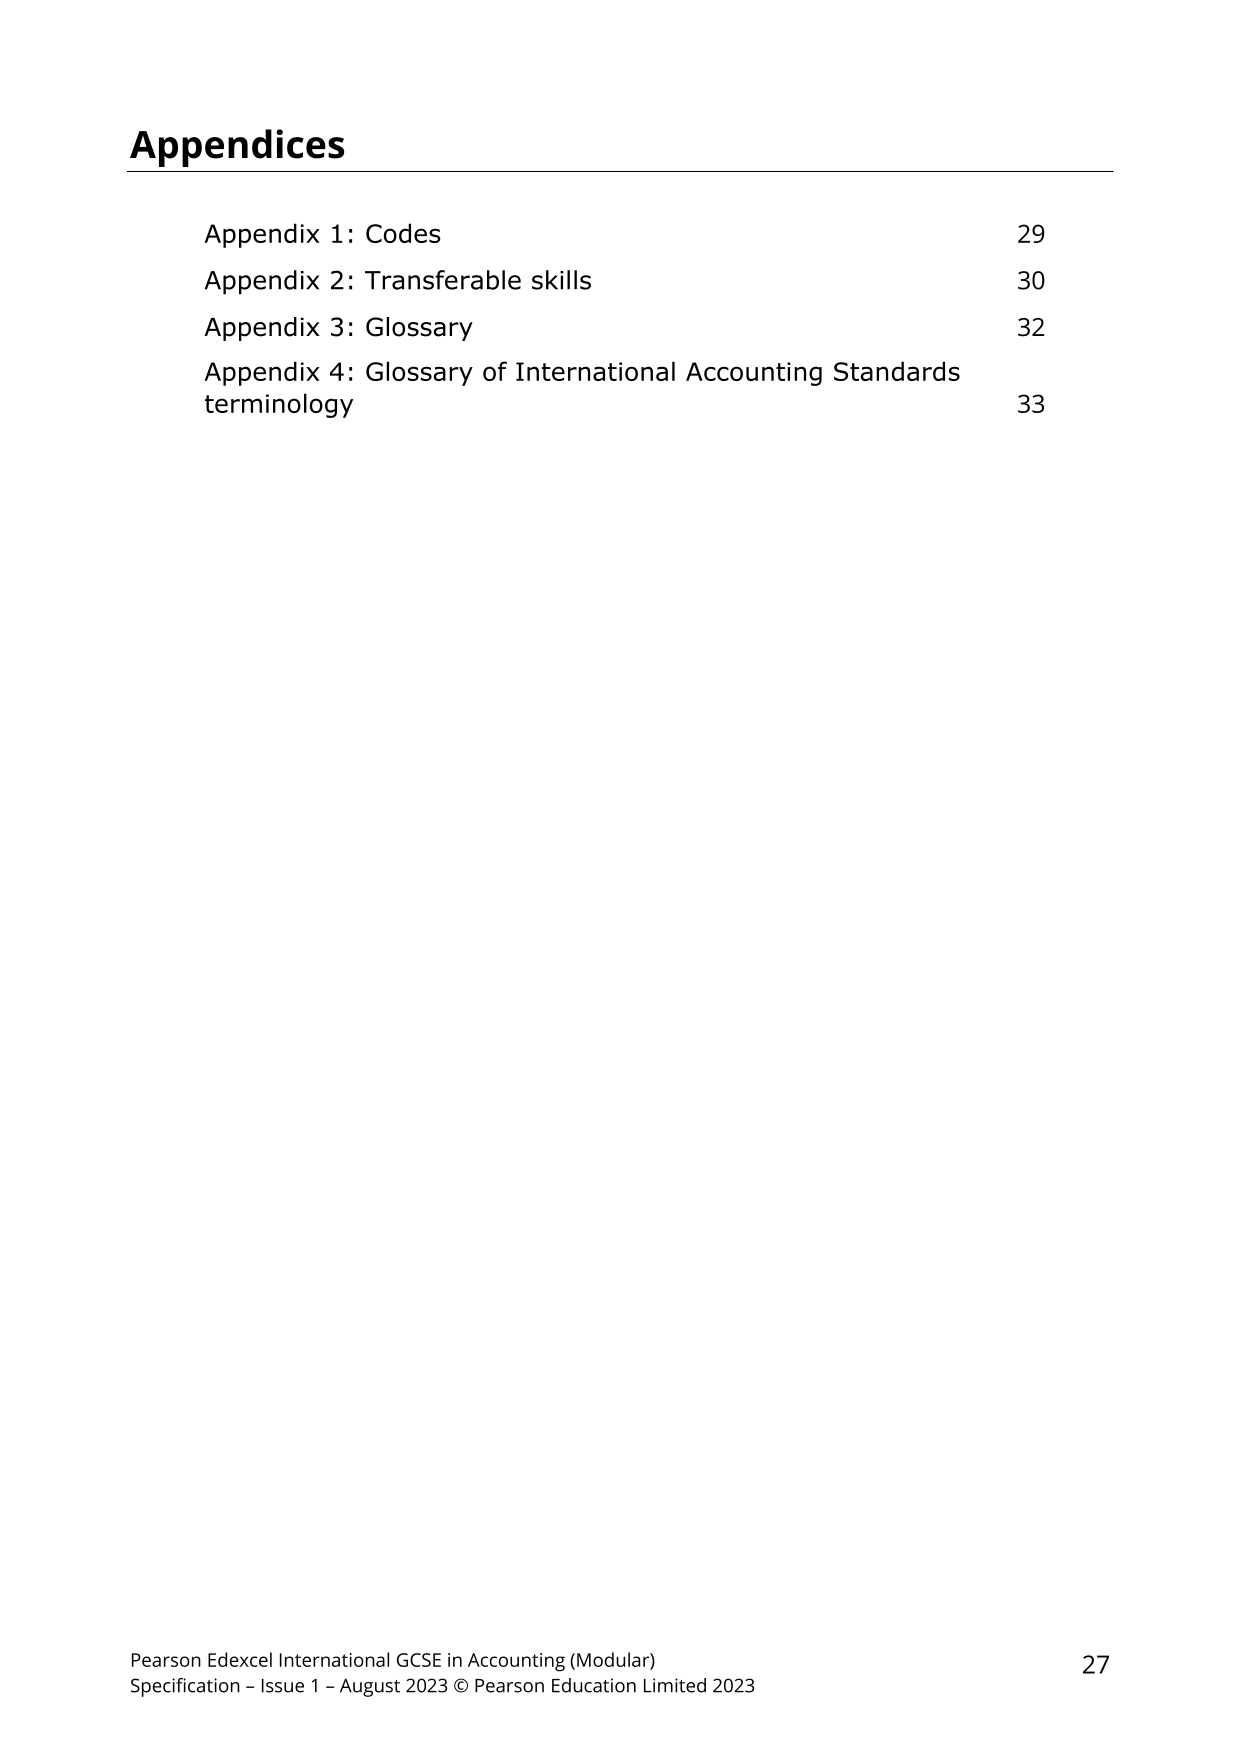 Appendices
Appendix 1: Codes 29
Appendix 2: Transferable skills 30
Appendix 3: Glossary 32
Appendix 4: Glossary of International Accounting Standards
terminology 33
Pearson Edexcel International GCSE in Accounting (Modular)
Specification – Issue 1 – August 2023 © Pearson Education Limited 2023
27